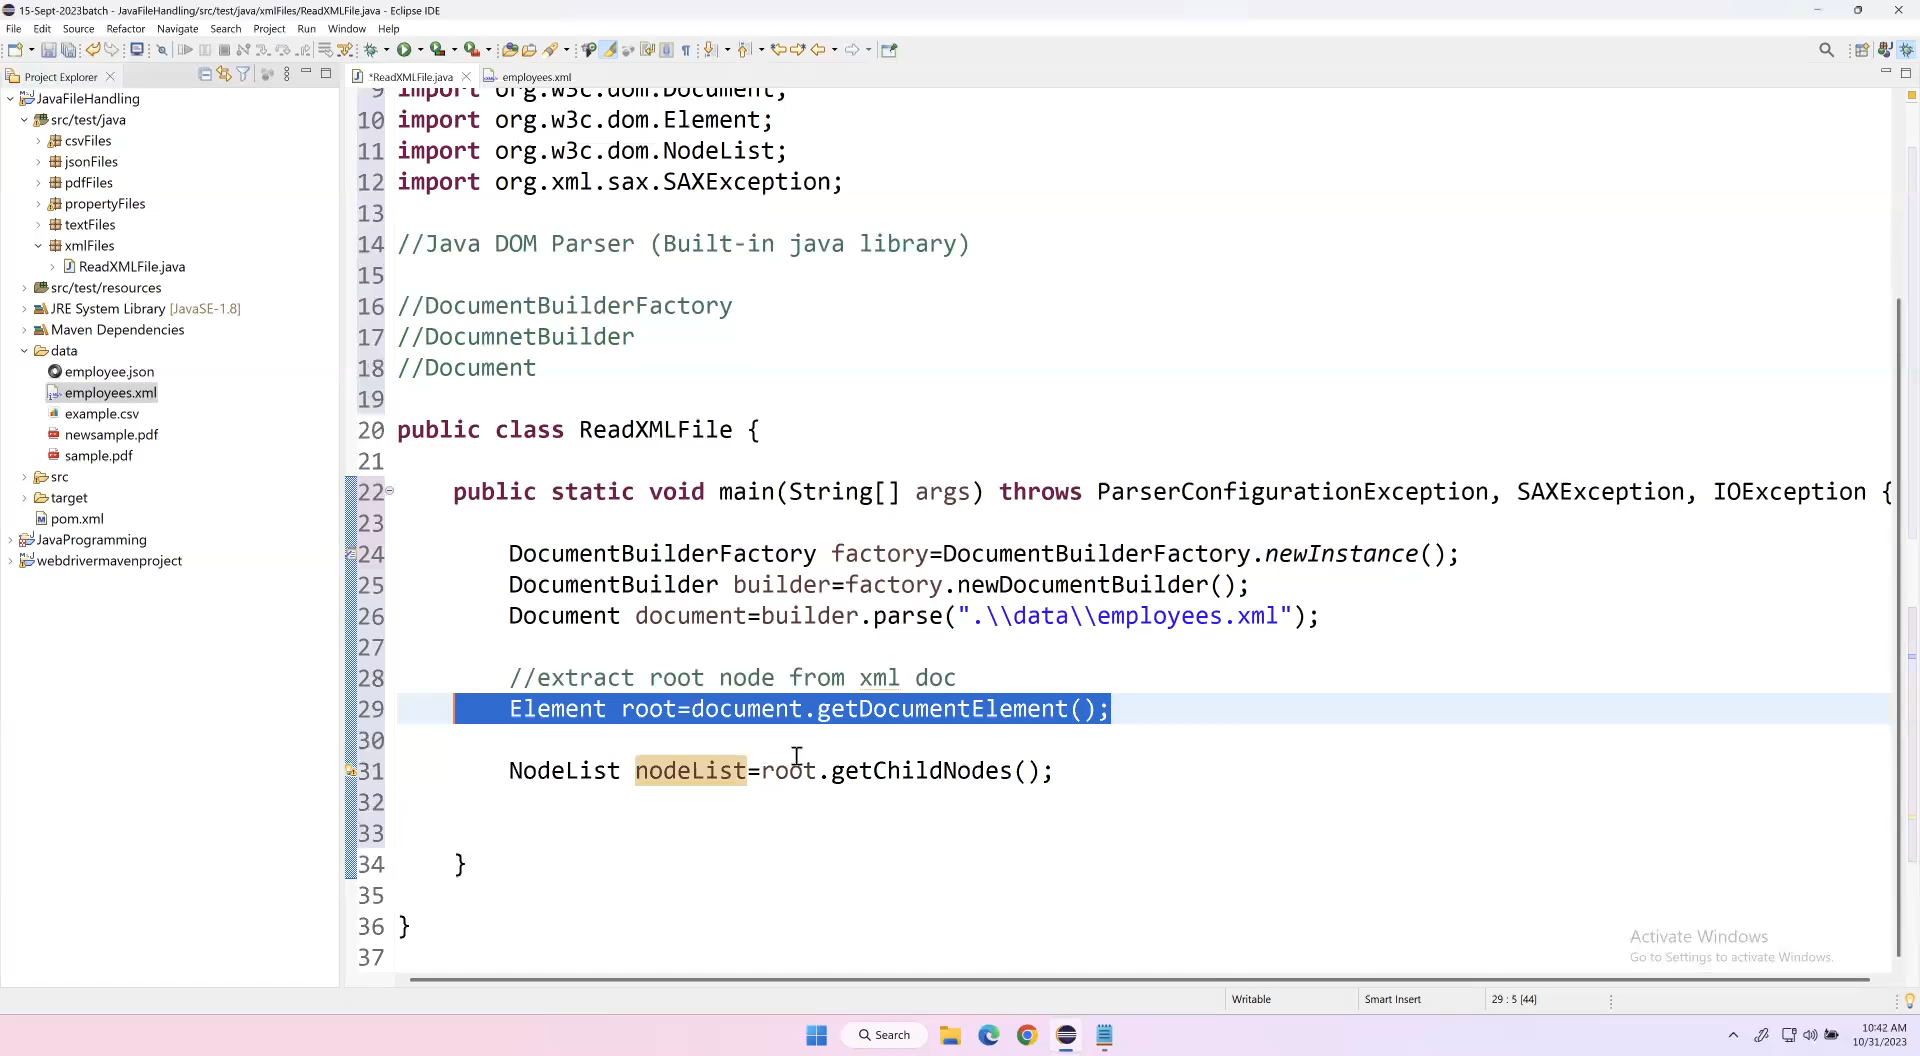 15-Sept-2023batch - JavaFileHandling/src/test/java/xmlFiles/ReadXMLFile.java - Eclipse IDE
File Edit Source Refactor Navigate Search Project Run Window Help
Project Explorer
*ReadXMLFile.java
employees.xml
JavaFileHandling
src/test/java
csvFiles
jsonFiles
pdfFiles
propertyFiles
textFiles
xmlFiles
ReadXMLFile.java
src/test/resources
JRE System Library [JavaSE-1.8]
Maven Dependencies
data
employee.json
employees.xml
example.csv
newsample.pdf
sample.pdf
src
target
pom.xml
JavaProgramming
webdrivermavenproject
9 import org.w3c.dom.Document;
10 import org.w3c.dom.Element;
11 import org.w3c.dom.NodeList;
12 import org.xml.sax.SAXException;
13
14 //Java DOM Parser (Built-in java library)
15
16 //DocumentBuilderFactory
17 //DocumnetBuilder
18 //Document
19
20 public class ReadXMLFile {
21
22 public static void main(String[] args) throws ParserConfigurationException, SAXException, IOException {
23
24 DocumentBuilderFactory factory=DocumentBuilderFactory.newInstance();
25 DocumentBuilder builder=factory.newDocumentBuilder();
26 Document document=builder.parse(".\\data\\employees.xml");
27
28 //extract root node from xml doc
29 Element root=document.getDocumentElement();
30
31 NodeList nodeList=root.getChildNodes();
32
33
34 }
35
36 }
37
Activate Windows
Go to Settings to activate Windows.
Writable
Smart Insert
29 : 5 [44]
Search
10:42 AM
10/31/2023